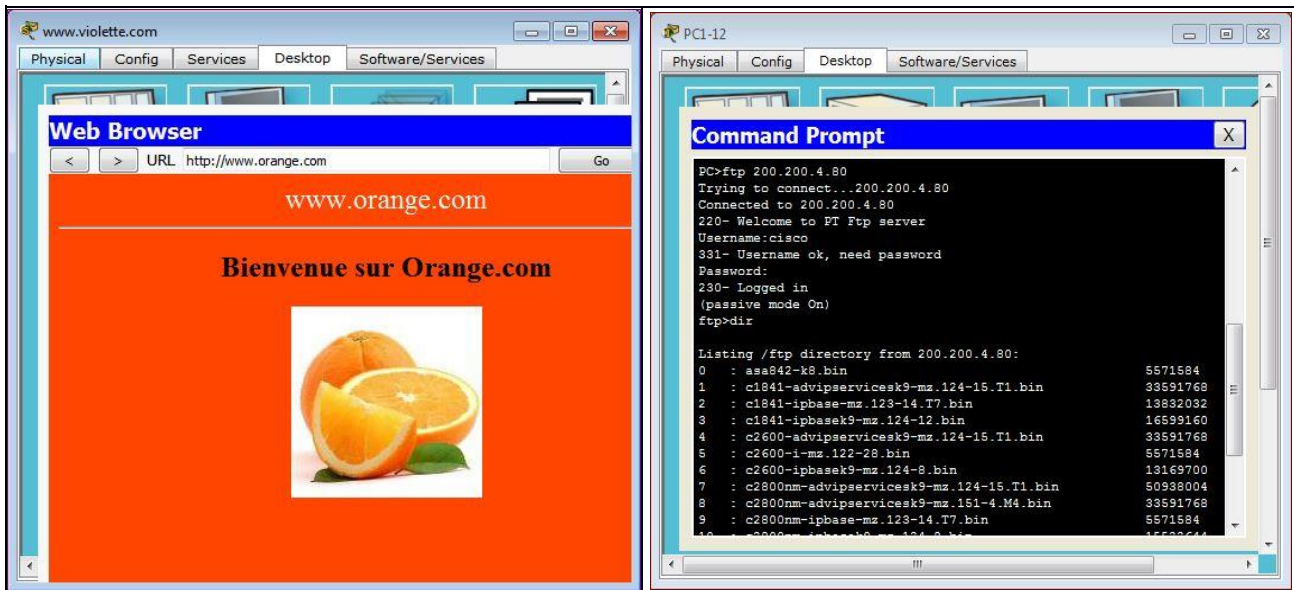 www.violette.com
Physical Config Services Desktop Software/Services
Web Browser
< > URL http://www.orange.com Go
www.orange.com
Bienvenue sur Orange.com
PC1-12
Physical Config Desktop Software/Services
Command Prompt X
PC>ftp 200.200.4.80
Trying to connect...200.200.4.80
Connected to 200.200.4.80
220- Welcome to PT Ftp server
Username:cisco
331- Username ok, need password
Password:
230- Logged in
(passive mode On)
ftp>dir
Listing /ftp directory from 200.200.4.80:
0 : asa842-k8.bin 5571584
1 : c1841-advipservicesk9-mz.124-15.T1.bin 33591768
2 : c1841-ipbase-mz.123-14.T7.bin 13832032
3 : c1841-ipbasek9-mz.124-12.bin 16599160
4 : c2600-advipservicesk9-mz.124-15.T1.bin 33591768
5 : c2600-i-mz.122-28.bin 5571584
6 : c2600-ipbasek9-mz.124-8.bin 13169700
7 : c2800nm-advipservicesk9-mz.124-15.T1.bin 50938004
8 : c2800nm-advipservicesk9-mz.151-4.M4.bin 33591768
9 : c2800nm-ipbase-mz.123-14.T7.bin 5571584